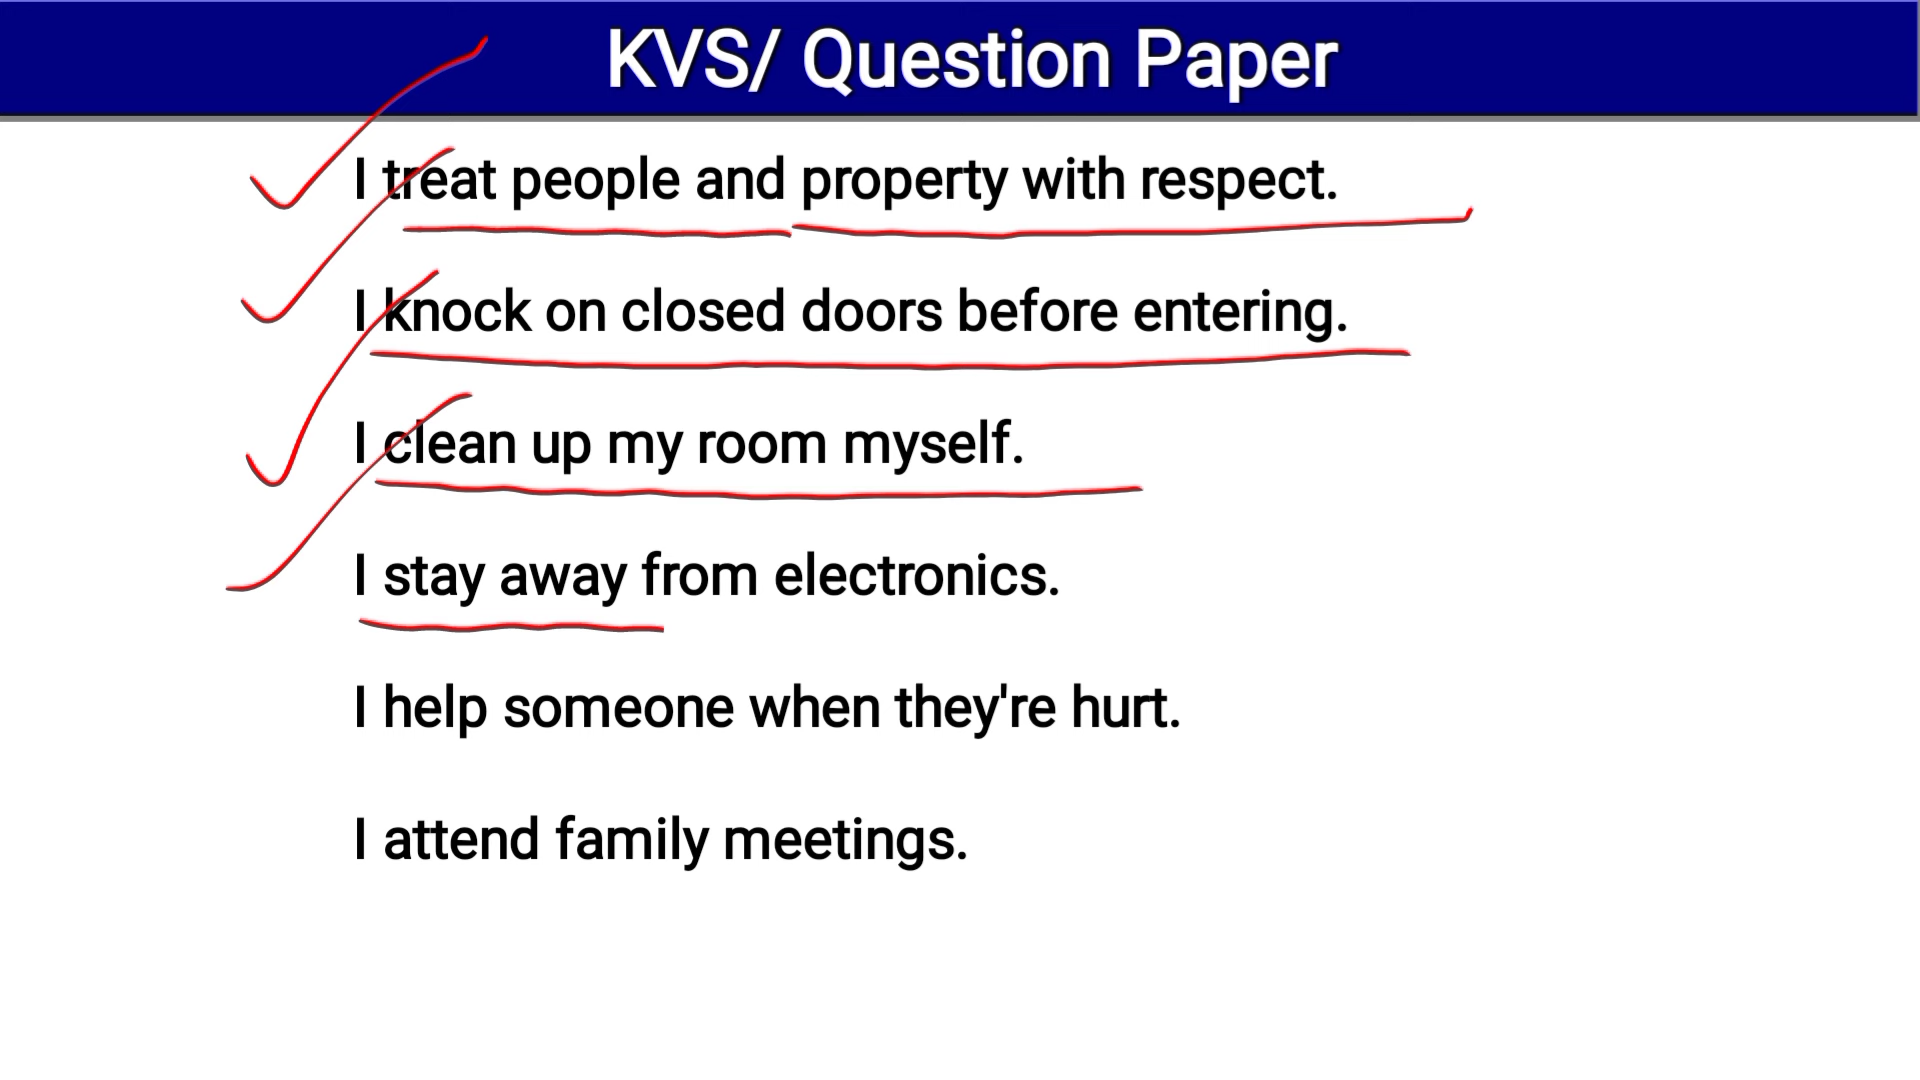 KVS/ Question Paper
I treat people and property with respect.
I knock on closed doors before entering.
I clean up my room myself.
I stay away from electronics.
I help someone when they're hurt.
I attend family meetings.